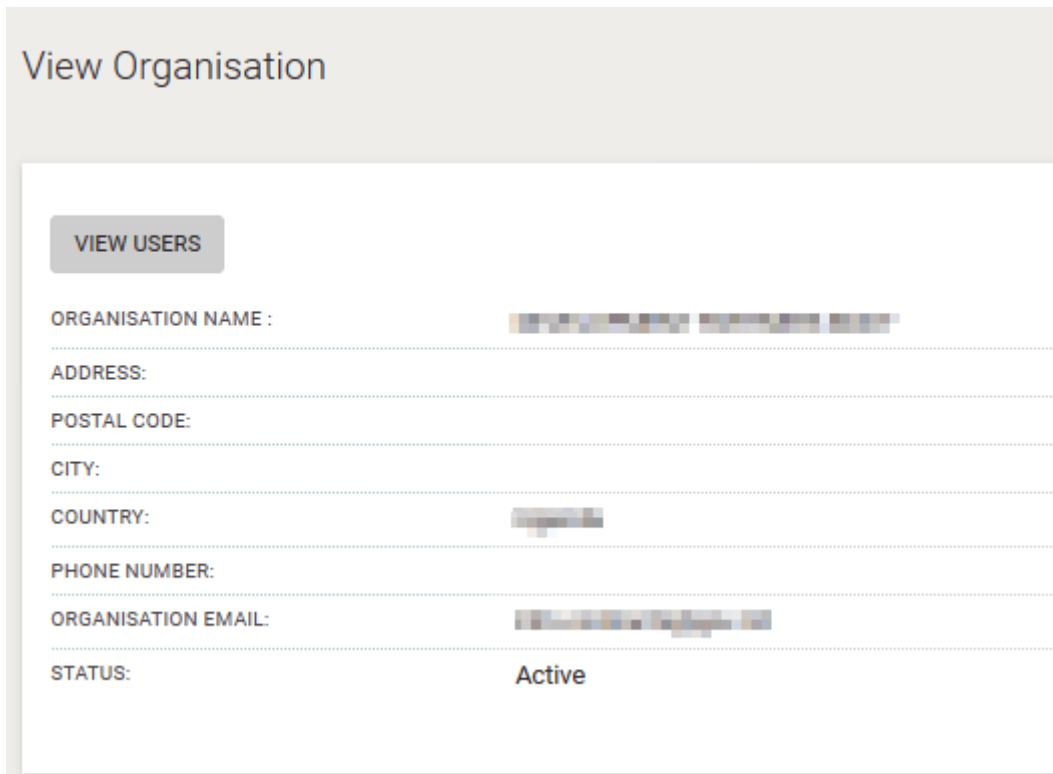 View Organisation
VIEW USERS
ORGANISATION NAME :
ADDRESS:
POSTAL CODE:
CITY:
COUNTRY:
PHONE NUMBER:
ORGANISATION EMAIL:
STATUS: Active